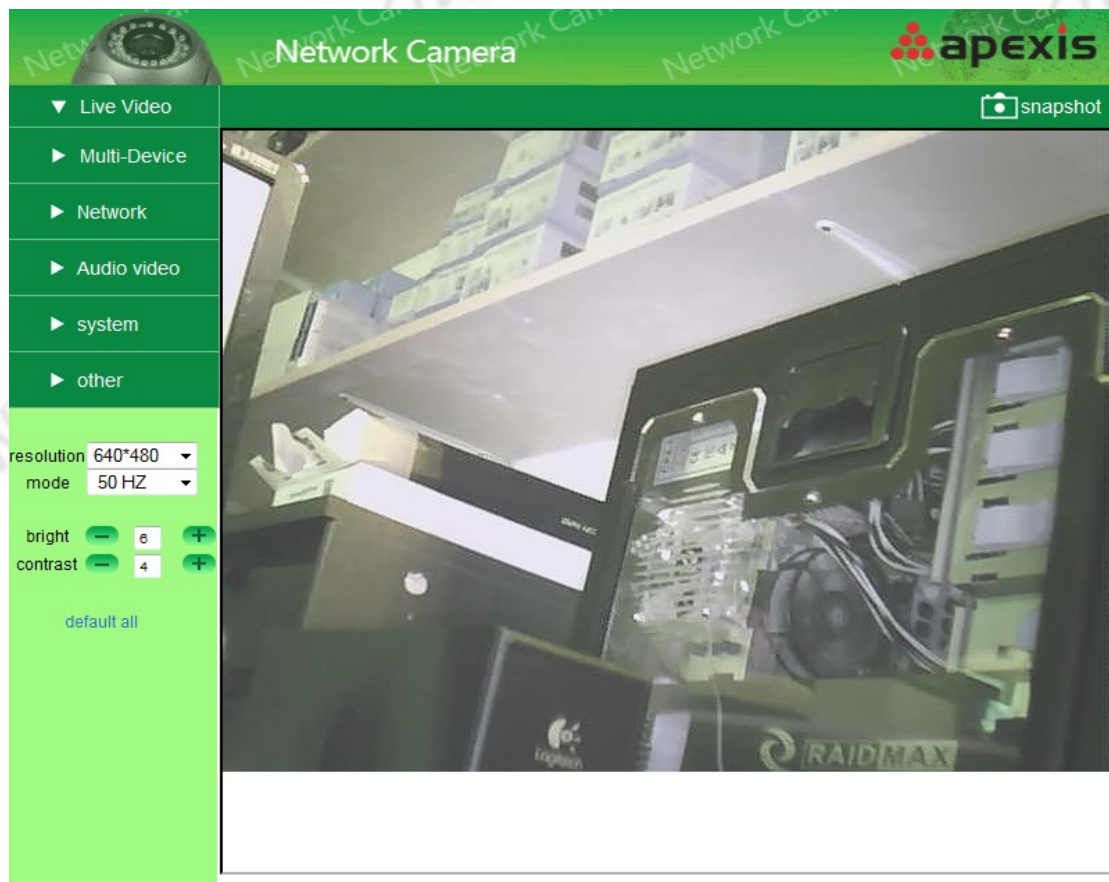 Network Camera
apexis
Live Video
snapshot
Multi-Device
Network
Audio video
system
other
resolution 640*480
mode 50 HZ
bright 6
contrast 4
default all
Logitech
RAIDMAX